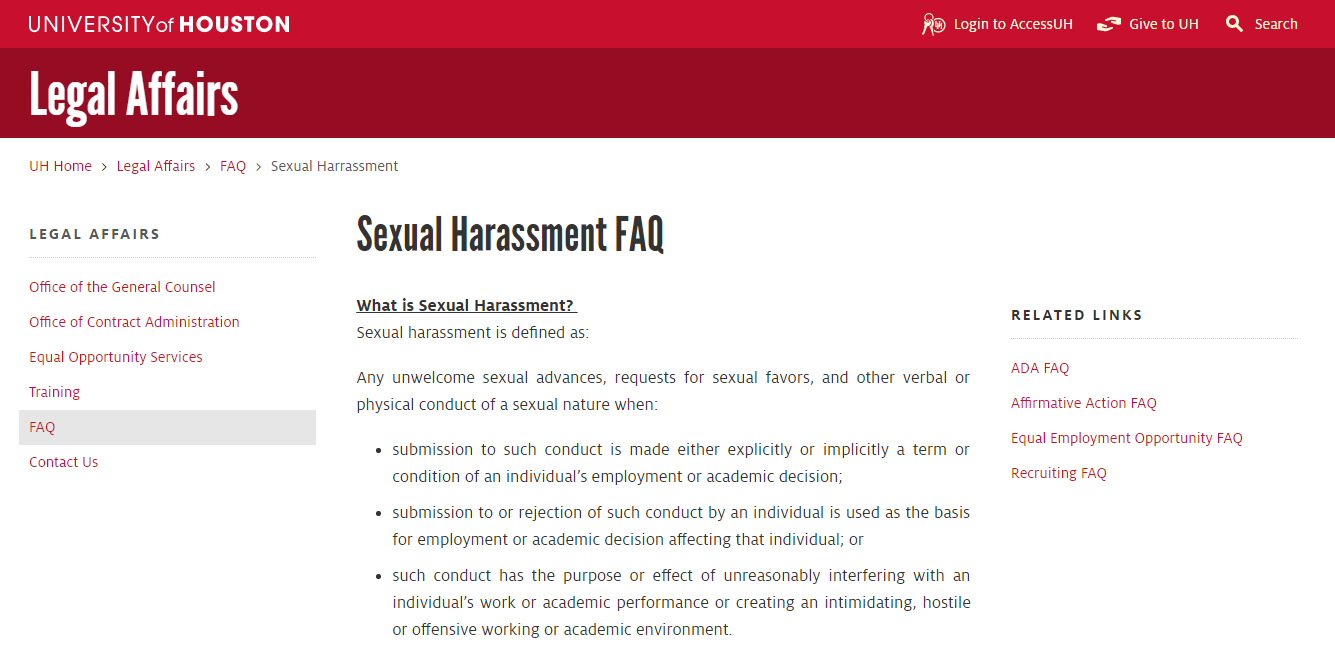 UNIVERSITY of HOUSTON
Login to AccessUH
Give to UH
Search
Legal Affairs
UH Home > Legal Affairs > FAQ > Sexual Harrassment
LEGAL AFFAIRS
Office of the General Counsel
Office of Contract Administration
Equal Opportunity Services
Training
FAQ
Contact Us
Sexual Harassment FAQ
What is Sexual Harassment?
Sexual harassment is defined as:
Any unwelcome sexual advances, requests for sexual favors, and other verbal or
physical conduct of a sexual nature when:
• submission to such conduct is made either explicitly or implicitly a term or
condition of an individual’s employment or academic decision;
• submission to or rejection of such conduct by an individual is used as the basis
for employment or academic decision affecting that individual; or
• such conduct has the purpose or effect of unreasonably interfering with an
individual’s work or academic performance or creating an intimidating, hostile
or offensive working or academic environment.
RELATED LINKS
ADA FAQ
Affirmative Action FAQ
Equal Employment Opportunity FAQ
Recruiting FAQ